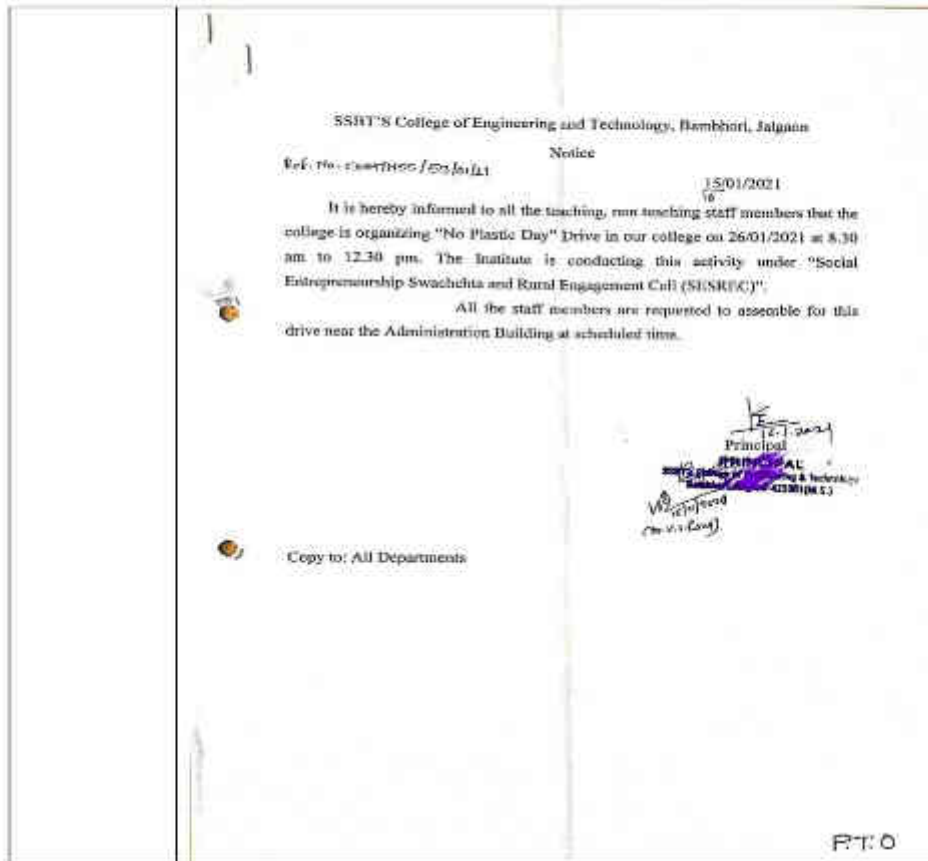 SSBT'S College of Engineering and Technology, Bambhori, Jalgaon
Notice
Ref. No.
15/01/2021
16
It is hereby informed to all the teaching, non teaching staff members that the
college is organizing "No Plastic Day" Drive in our college on 26/01/2021 at 8.30
am to 12.30 pm. The Institute is conducting this activity under "Social
Entrepreneurship Swachchta and Rural Engagement Cell (SESREC)".
All the staff members are requested to assemble for this
drive near the Administration Building at scheduled time.
Principal
Copy to: All Departments
P.T.O